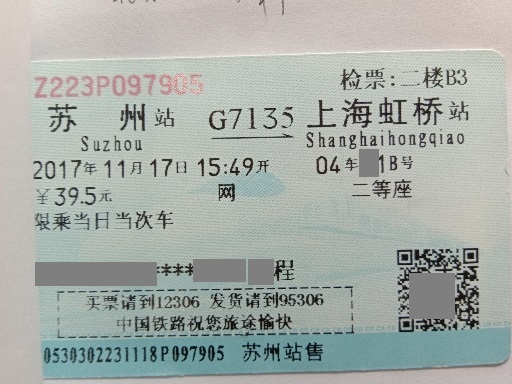 Z223P097905
检票:二楼B3
苏 州站 G7135 上海虹桥站
Suzhou Shanghaihongqiao
2017年11月17日15:49开 04车1B号
￥39.5元 网 二等座
限乘当日当次车
***程
买票请到12306 发货请到95306
中国铁路祝您旅途愉快
0530302231118P097905 苏州站售